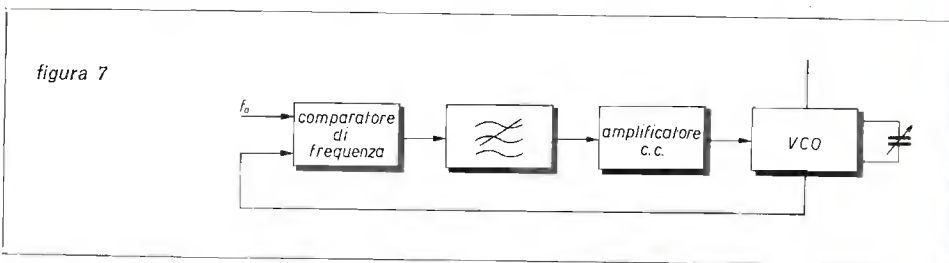 figura 7
f₀
comparatore
di
frequenza
amplificatore
c.c.
VCO